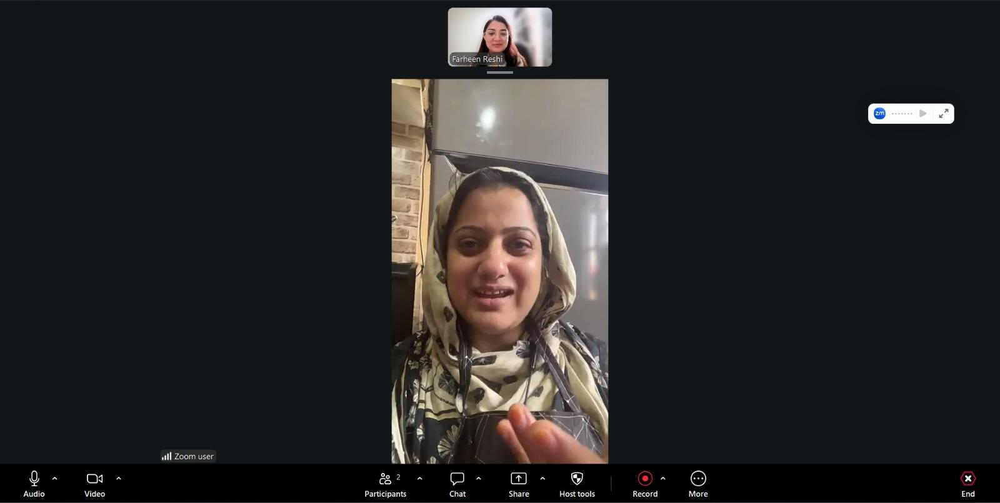 Farheen Reshi
zm
Zoom user
Audio
Video
2
Participants
Chat
Share
Host tools
Record
More
End